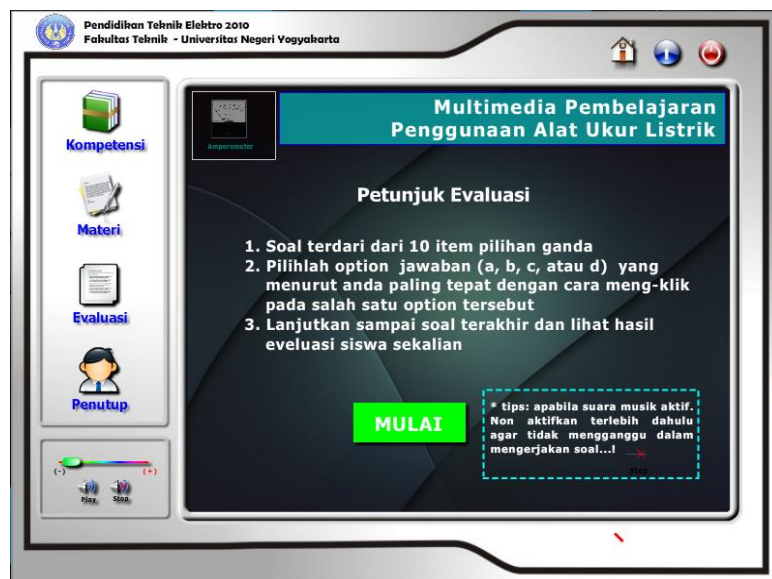 Pendidikan Teknik Elektro 2010
Fakultas Teknik - Universitas Negeri Yogyakarta
Kompetensi
Materi
Evaluasi
Penutup
(-) (+)
Play Stop
Amperemeter
Multimedia Pembelajaran
Penggunaan Alat Ukur Listrik
Petunjuk Evaluasi
1. Soal terdari dari 10 item pilihan ganda
2. Pilihlah option jawaban (a, b, c, atau d) yang
menurut anda paling tepat dengan cara meng-klik
pada salah satu option tersebut
3. Lanjutkan sampai soal terakhir dan lihat hasil
eveluasi siswa sekalian
MULAI
* tips: apabila suara musik aktif.
Non aktifkan terlebih dahulu
agar tidak mengganggu dalam
mengerjakan soal...!
Stop